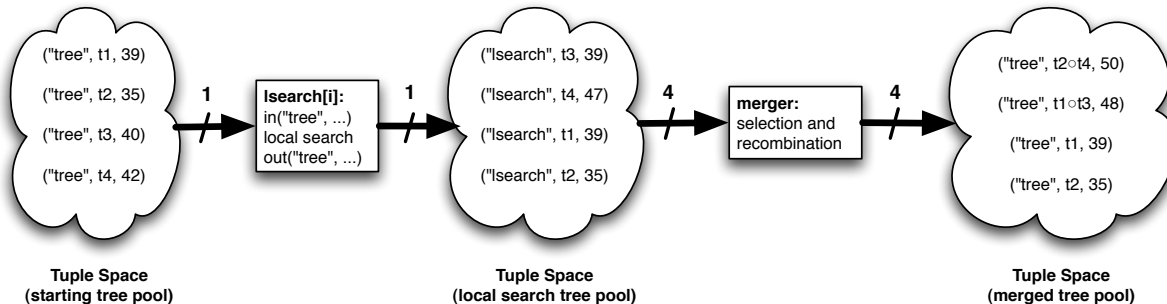 ("tree", t1, 39)
("tree", t2, 35)
("tree", t3, 40)
("tree", t4, 42)
Tuple Space
(starting tree pool)
1
lsearch[i]:
in("tree", ...)
local search
out("tree", ...)
1
("lsearch", t3, 39)
("lsearch", t4, 47)
("lsearch", t1, 39)
("lsearch", t2, 35)
Tuple Space
(local search tree pool)
4
merger:
selection and
recombination
4
("tree", t2○t4, 50)
("tree", t1○t3, 48)
("tree", t1, 39)
("tree", t2, 35)
Tuple Space
(merged tree pool)